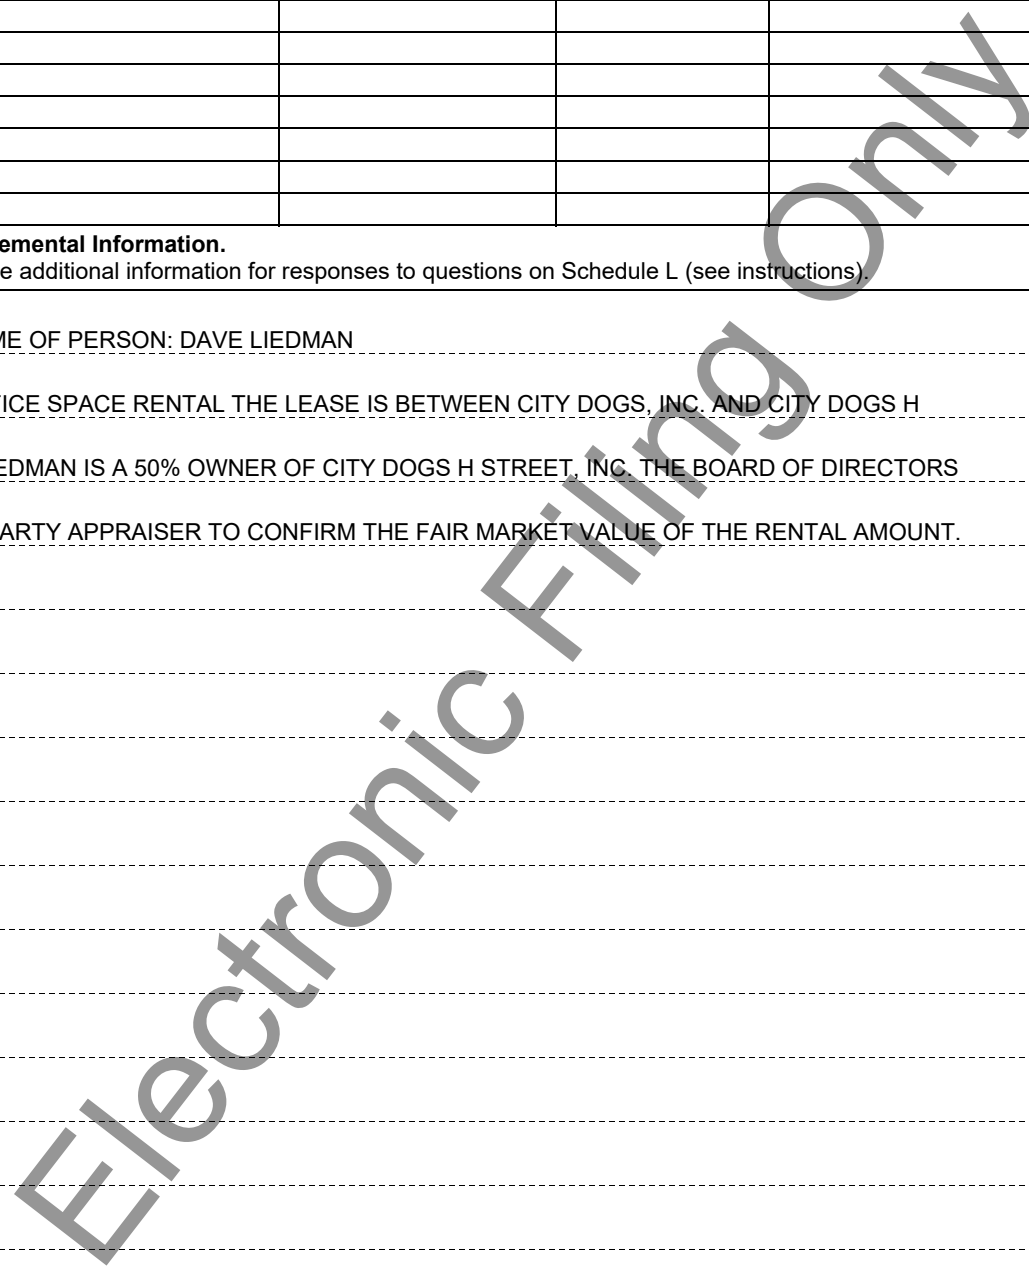 emental Information.
e additional information for responses to questions on Schedule L (see instructions).
ME OF PERSON: DAVE LIEDMAN
ICE SPACE RENTAL THE LEASE IS BETWEEN CITY DOGS, INC. AND CITY DOGS H
EDMAN IS A 50% OWNER OF CITY DOGS H STREET, INC. THE BOARD OF DIRECTORS
ARTY APPRAISER TO CONFIRM THE FAIR MARKET VALUE OF THE RENTAL AMOUNT.
Electronic Filing Only